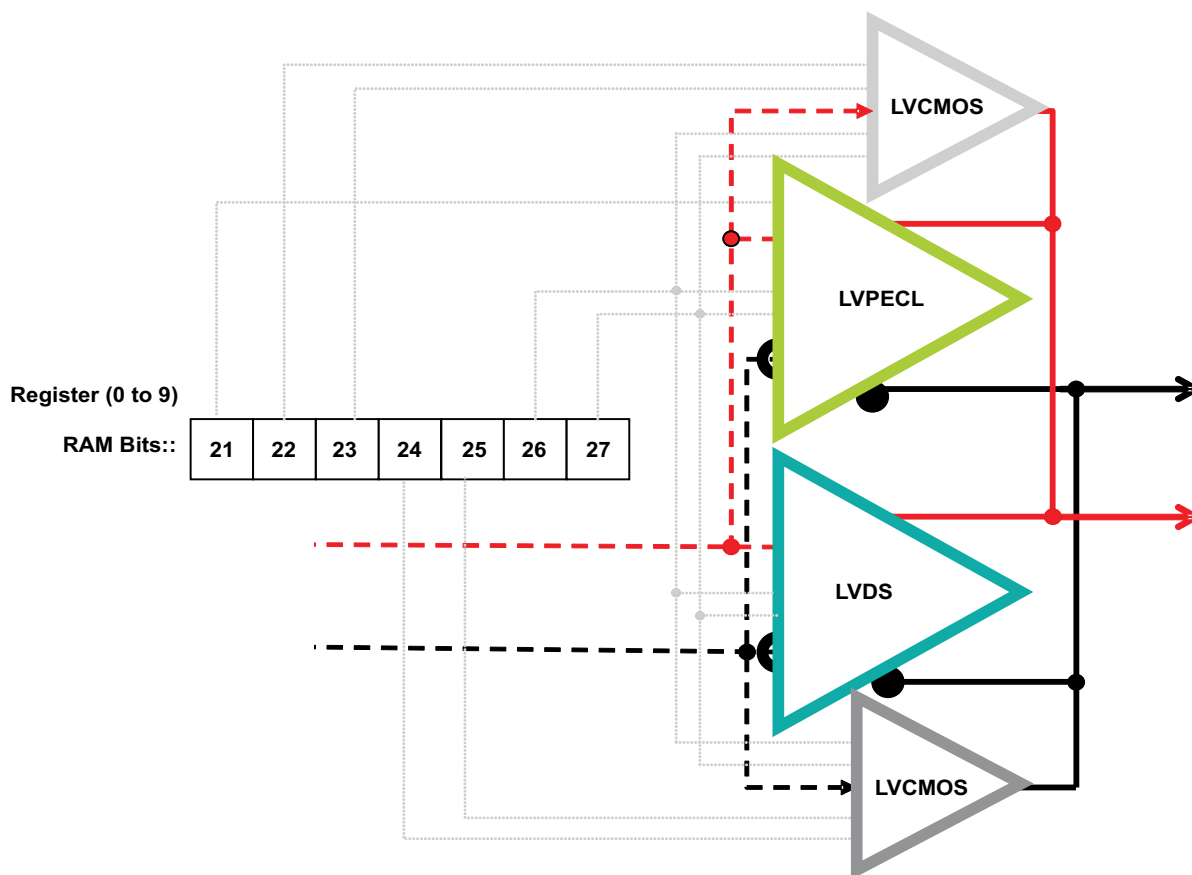 LVCMOS
LVPECL
Register (0 to 9)
RAM Bits::
21 22 23 24 25 26 27
LVDS
LVCMOS